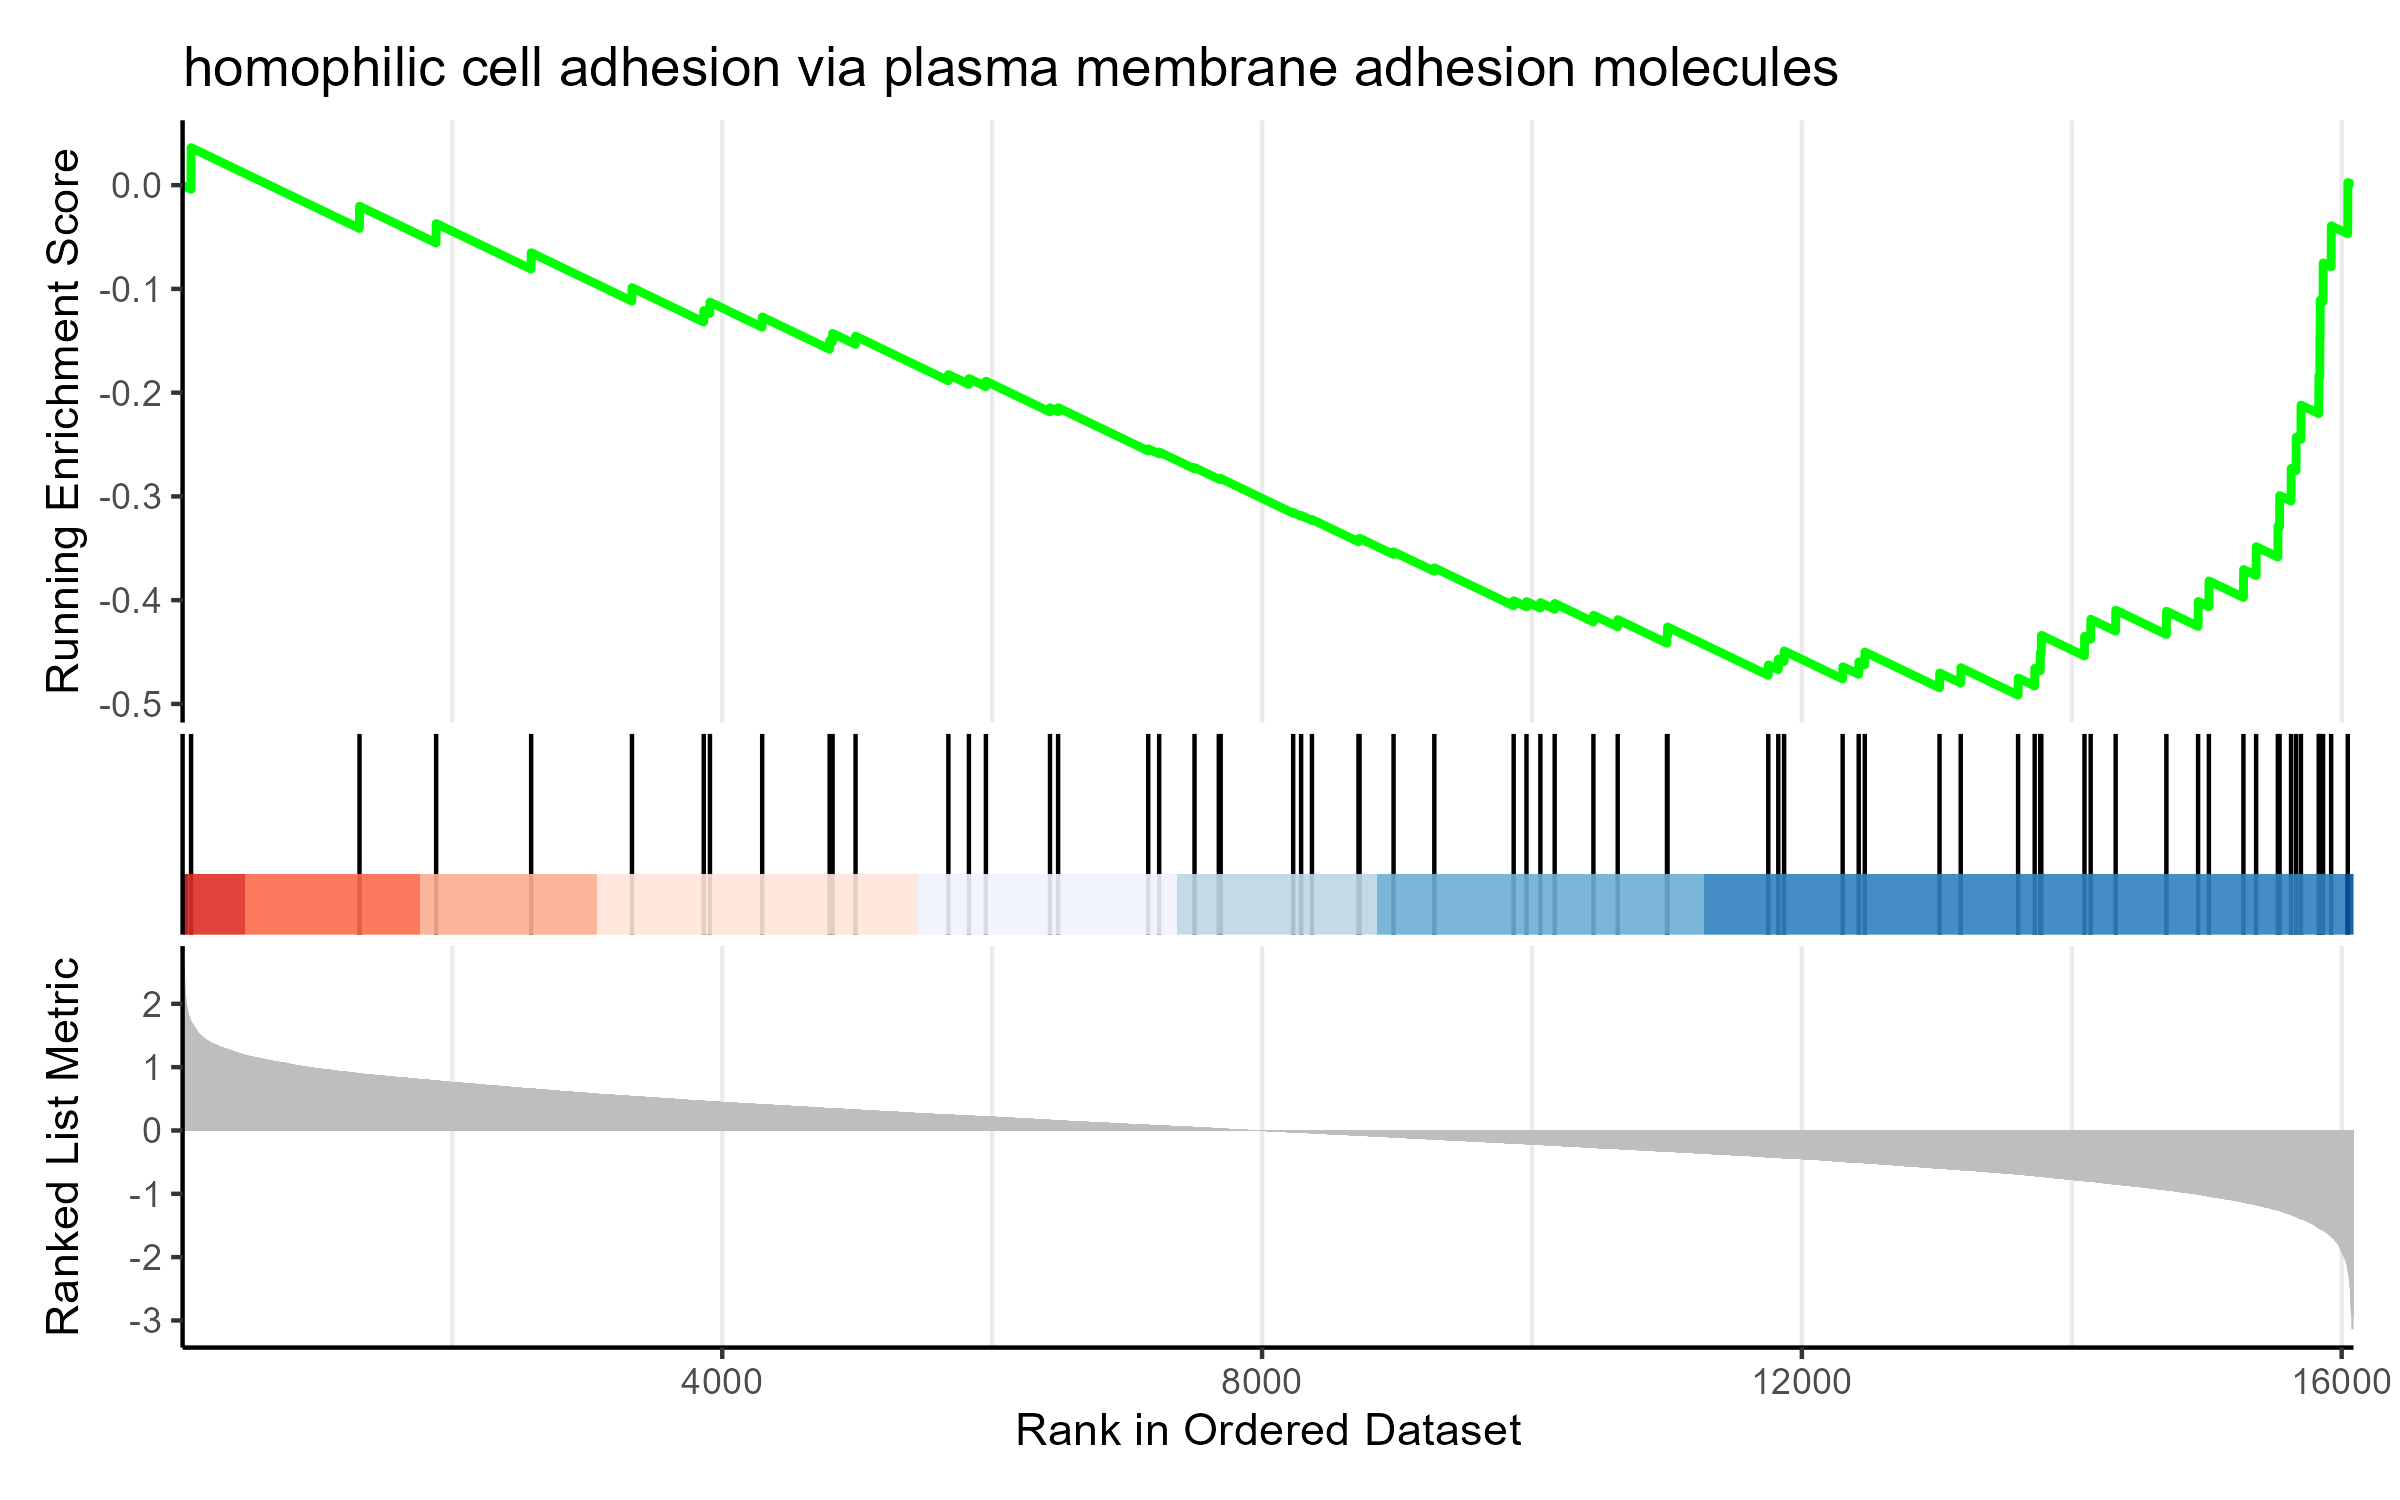 homophilic cell adhesion via plasma membrane adhesion molecules
Running Enrichment Score
0.0
-0.1
-0.2
-0.3
-0.4
-0.5
Ranked List Metric
2
1
0
-1
-2
-3
4000 8000 12000 16000
Rank in Ordered Dataset